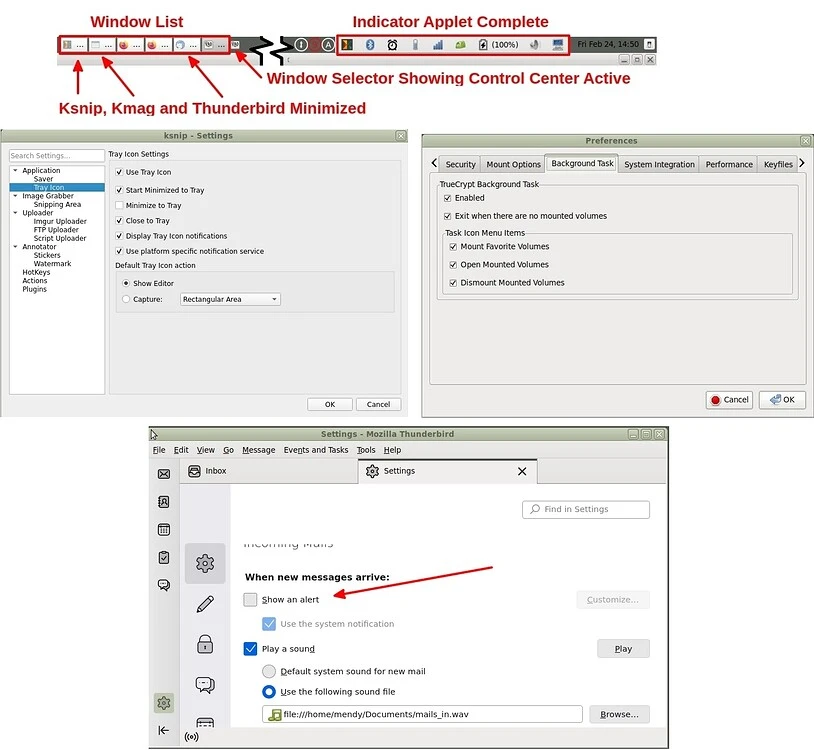 Window List
Indicator Applet Complete
... ... ... ... ... ...
A
(100%)
Fri Feb 24, 14:50
Window Selector Showing Control Center Active
Ksnip, Kmag and Thunderbird Minimized
ksnip - Settings
Search Settings...
Application
Saver
Tray Icon
Image Grabber
Snipping Area
Uploader
Imgur Uploader
FTP Uploader
Script Uploader
Annotator
Stickers
Watermark
HotKeys
Actions
Plugins
Tray Icon Settings
Use Tray Icon
Start Minimized to Tray
Minimize to Tray
Close to Tray
Display Tray Icon notifications
Use platform specific notification service
Default Tray Icon action
Show Editor
Capture: Rectangular Area
OK Cancel
Preferences
Security Mount Options Background Task System Integration Performance Keyfiles
TrueCrypt Background Task
Enabled
Exit when there are no mounted volumes
Task Icon Menu Items
Mount Favorite Volumes
Open Mounted Volumes
Dismount Mounted Volumes
Cancel OK
Settings - Mozilla Thunderbird
File Edit View Go Message Events and Tasks Tools Help
Inbox Settings
Find in Settings
Incoming Mails
When new messages arrive:
Show an alert Customize...
Use the system notification
Play a sound Play
Default system sound for new mail
Use the following sound file
file:///home/mendy/Documents/mails_in.wav Browse...